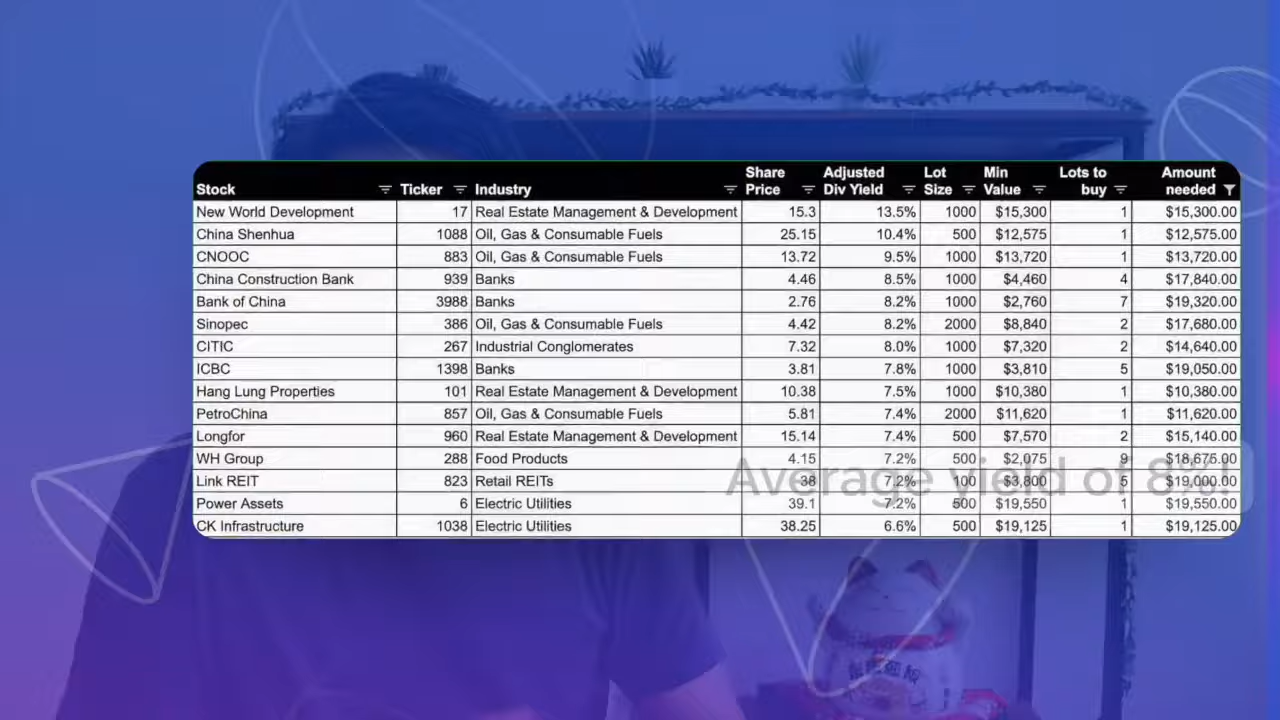 Stock Ticker Industry Share Price Adjusted Div Yield Lot Size Min Value Lots to buy Amount needed
New World Development 17 Real Estate Management & Development 15.3 13.5% 1000 $15,300 1 $15,300.00
China Shenhua 1088 Oil, Gas & Consumable Fuels 25.15 10.4% 500 $12,575 1 $12,575.00
CNOOC 883 Oil, Gas & Consumable Fuels 13.72 9.5% 1000 $13,720 1 $13,720.00
China Construction Bank 939 Banks 4.46 8.5% 1000 $4,460 4 $17,840.00
Bank of China 3988 Banks 2.76 8.2% 1000 $2,760 7 $19,320.00
Sinopec 386 Oil, Gas & Consumable Fuels 4.42 8.2% 2000 $8,840 2 $17,680.00
CITIC 267 Industrial Conglomerates 7.32 8.0% 1000 $7,320 2 $14,640.00
ICBC 1398 Banks 3.81 7.8% 1000 $3,810 5 $19,050.00
Hang Lung Properties 101 Real Estate Management & Development 10.38 7.5% 1000 $10,380 1 $10,380.00
PetroChina 857 Oil, Gas & Consumable Fuels 5.81 7.4% 2000 $11,620 1 $11,620.00
Longfor 960 Real Estate Management & Development 15.14 7.4% 500 $7,570 2 $15,140.00
WH Group 288 Food Products 4.15 7.2% 500 $2,075 9 $18,675.00
Link REIT 823 Retail REITs 38 7.2% 100 $3,800 5 $19,000.00
Power Assets 6 Electric Utilities 39.1 7.2% 500 $19,550 1 $19,550.00
CK Infrastructure 1038 Electric Utilities 38.25 6.6% 500 $19,125 1 $19,125.00
Average yield of 8%!